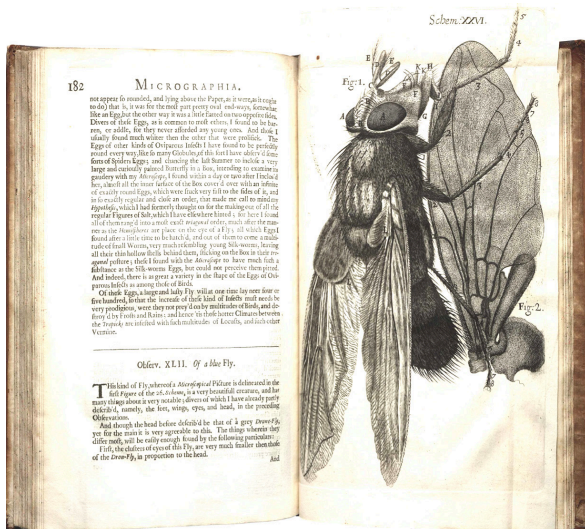 182 MICROGRAPHIA.
not appear so rounded, and lying above the Paper, as it were, as it ought
to do) that is, it was for the most part pretty oval end-ways, somewhat
like an Egg, but the other way it was a little flatted on two opposite sides,
Divers of these Eggs, as is common to most others, I found to be bar-
ren, or addle, for they never afforded any young ones. And those I
usually found much whiter then the other that were prolifick. The
Eggs of other kinds of Oviparous Insects I have found to be perfectly
round every way, like so many Globules, of this sort I have observ'd some
sorts of Spiders Eggs; and chancing the last Summer to inclose a very
large and curiously painted Butterfly in a Box, intending to examine its
gaudery with my Microscope, I found within a day or two after I inclos'd
her, almost all the inner surface of the Box cover'd over with an infinite
of exactly round Eggs, which were stuck very fast to the sides of it, and
in so exactly regular and close an order, that made me call to mind my
Hypothesis, which I had formerly thought on for the making out of all the
regular Figures of Salt, which I have elsewhere hinted; for here I found
all of them rang'd into a most exact triagonal order, much after the man-
ner as the Hemispheres are place on the eye of a Fly; all which Eggs I
found after a little time to be hatch'd, and out of them to come a multi-
tude of small Worms, very much resembling young Silk-worms, leaving
all their thin hollow shells behind them, sticking on the Box in their tri-
agonal posture; these I found with the Microscope to have much such a
substance as the Silk-worms Eggs, but could not perceive them pitted.
And indeed, there is as great a variety in the shape of the Eggs of Ovi-
parous Insects as among those of Birds.
Of these Eggs, a large and lusty Fly will at one time lay neer four or
five hundred, so that the increase of these kind of Insects must needs be
very prodigious, were they not prey'd on by multitudes of Birds, and de-
stroy'd by Frosts and Rains; and hence 'tis those hotter Climates between
the Tropicks are infested with such multitudes of Locusts, and such other
Vermine.
Observ. XLII. Of a blue Fly.
This kind of Fly, whereof a Microscopical Picture is delineated in the
first Figure of the 26. Scheme, is a very beautifull creature, and has
many things about it very notable; divers of which I have already partly
describ'd, namely, the feet, wings, eyes, and head, in the preceding
Observations.
And though the head before describ'd be that of a grey Drone-Fly,
yet for the main it is very agreeable to this. The things wherein they
differ most, will be easily enough found by the following particulars:
First, the clusters of eyes of this Fly, are very much smaller then those
of the Drone-Fly, in proportion to the head.
And
Schem: XXVI.
Fig: 1.
Fig: 2.